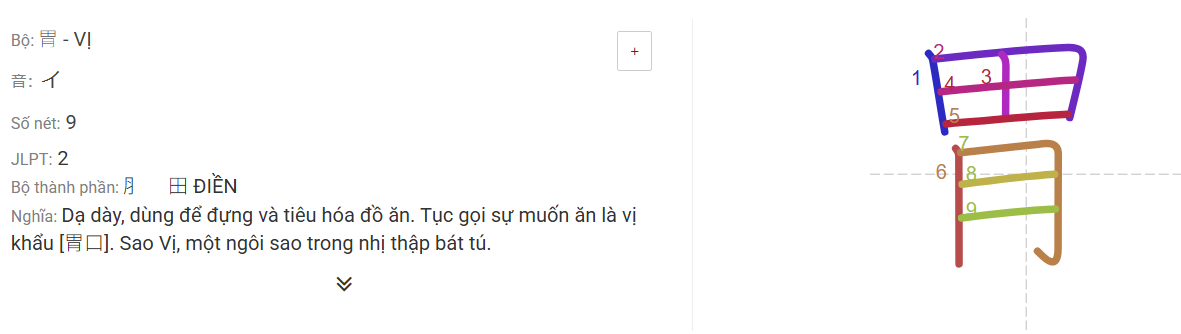 Bộ: 胃 - VỊ
+
音: イ
Số nét: 9
JLPT: 2
Bộ thành phần: ⺼ 田 ĐIỀN
Nghĩa: Dạ dày, dùng để đựng và tiêu hóa đồ ăn. Tục gọi sự muốn ăn là vị
khẩu [胃口]. Sao Vị, một ngôi sao trong nhị thập bát tú.
胃
1
2
3
4
5
6
7
8
9